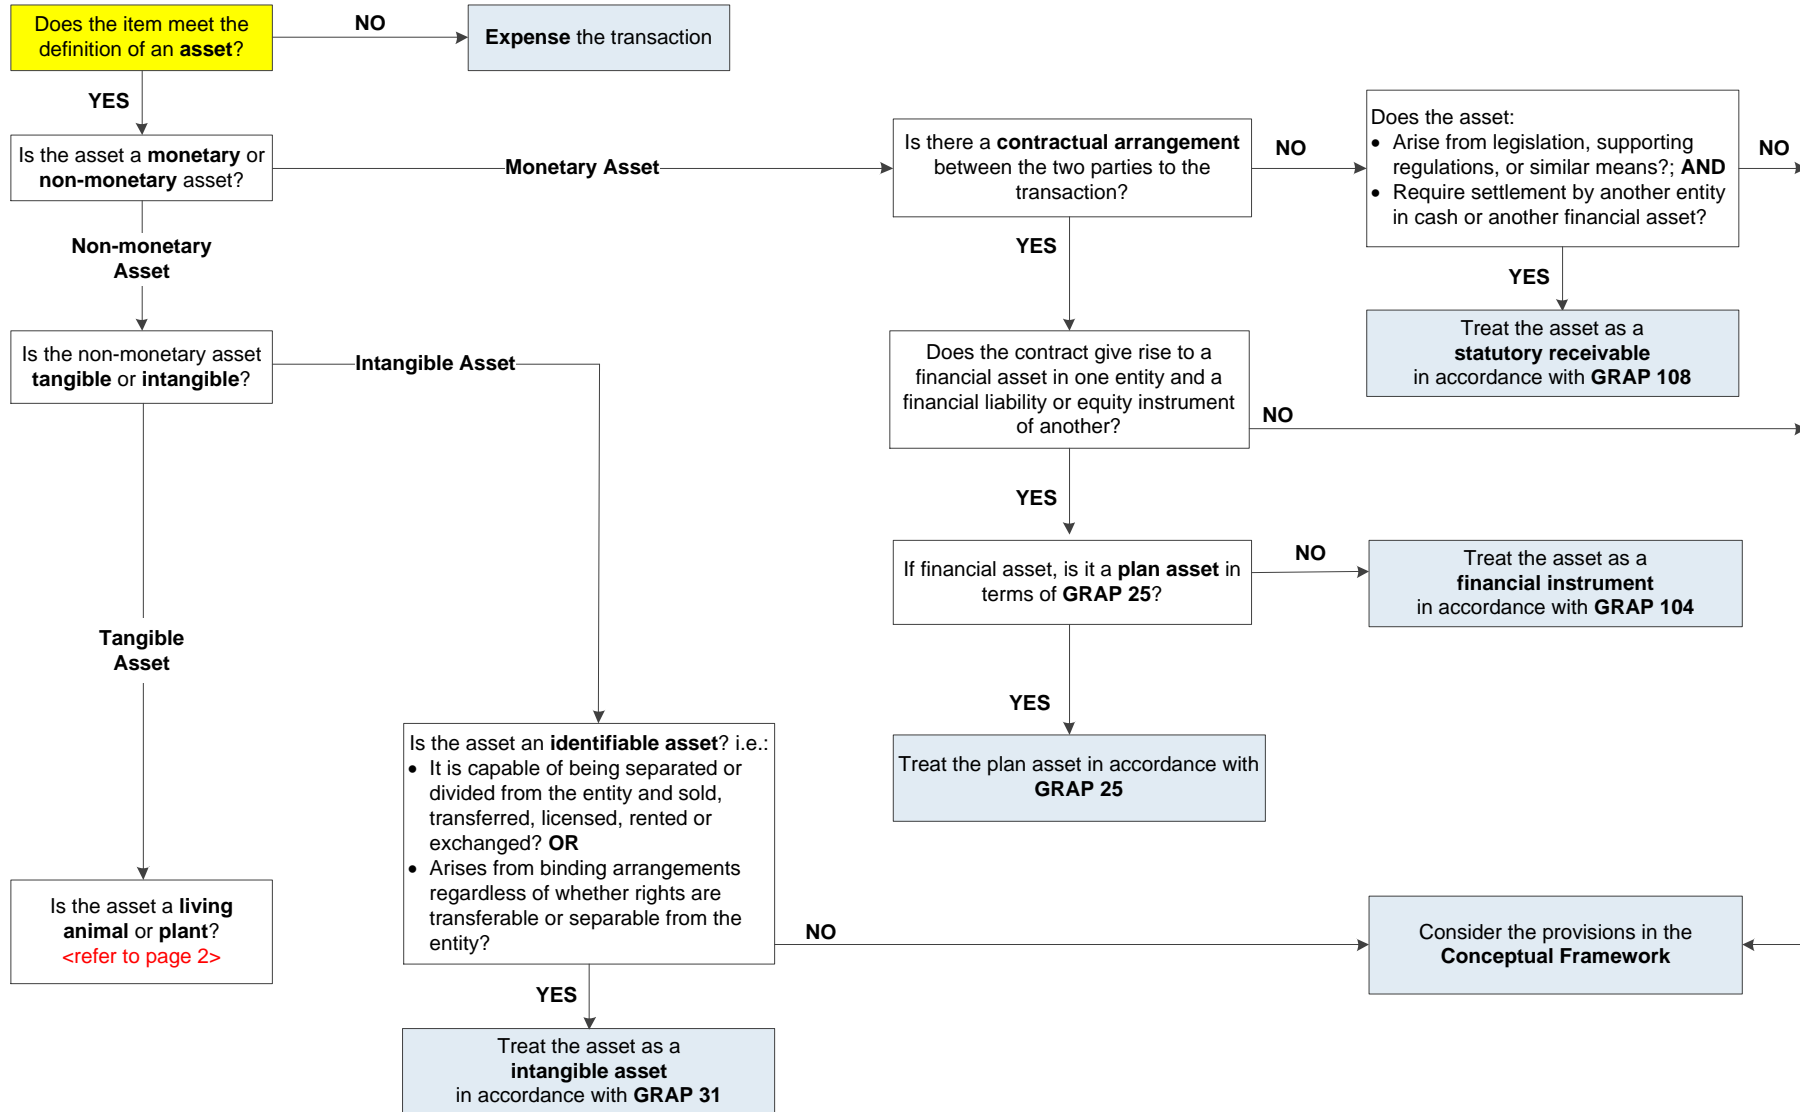 Does the item meet the
definition of an asset?
NO
Expense the transaction
YES
Is the asset a monetary or
non-monetary asset?
Monetary Asset
Is there a contractual arrangement
between the two parties to the
transaction?
NO
Does the asset:
• Arise from legislation, supporting
regulations, or similar means?; AND
• Require settlement by another entity
in cash or another financial asset?
NO
Non-monetary
Asset
YES
YES
Treat the asset as a
statutory receivable
in accordance with GRAP 108
Is the non-monetary asset
tangible or intangible?
Intangible Asset
Does the contract give rise to a
financial asset in one entity and a
financial liability or equity instrument
of another?
NO
YES
If financial asset, is it a plan asset in
terms of GRAP 25?
NO
Treat the asset as a
financial instrument
in accordance with GRAP 104
Tangible
Asset
YES
Treat the plan asset in accordance with
GRAP 25
Is the asset an identifiable asset? i.e.:
• It is capable of being separated or
divided from the entity and sold,
transferred, licensed, rented or
exchanged? OR
• Arises from binding arrangements
regardless of whether rights are
transferable or separable from the
entity?
Is the asset a living
animal or plant?
<refer to page 2>
NO
Consider the provisions in the
Conceptual Framework
YES
Treat the asset as a
intangible asset
in accordance with GRAP 31